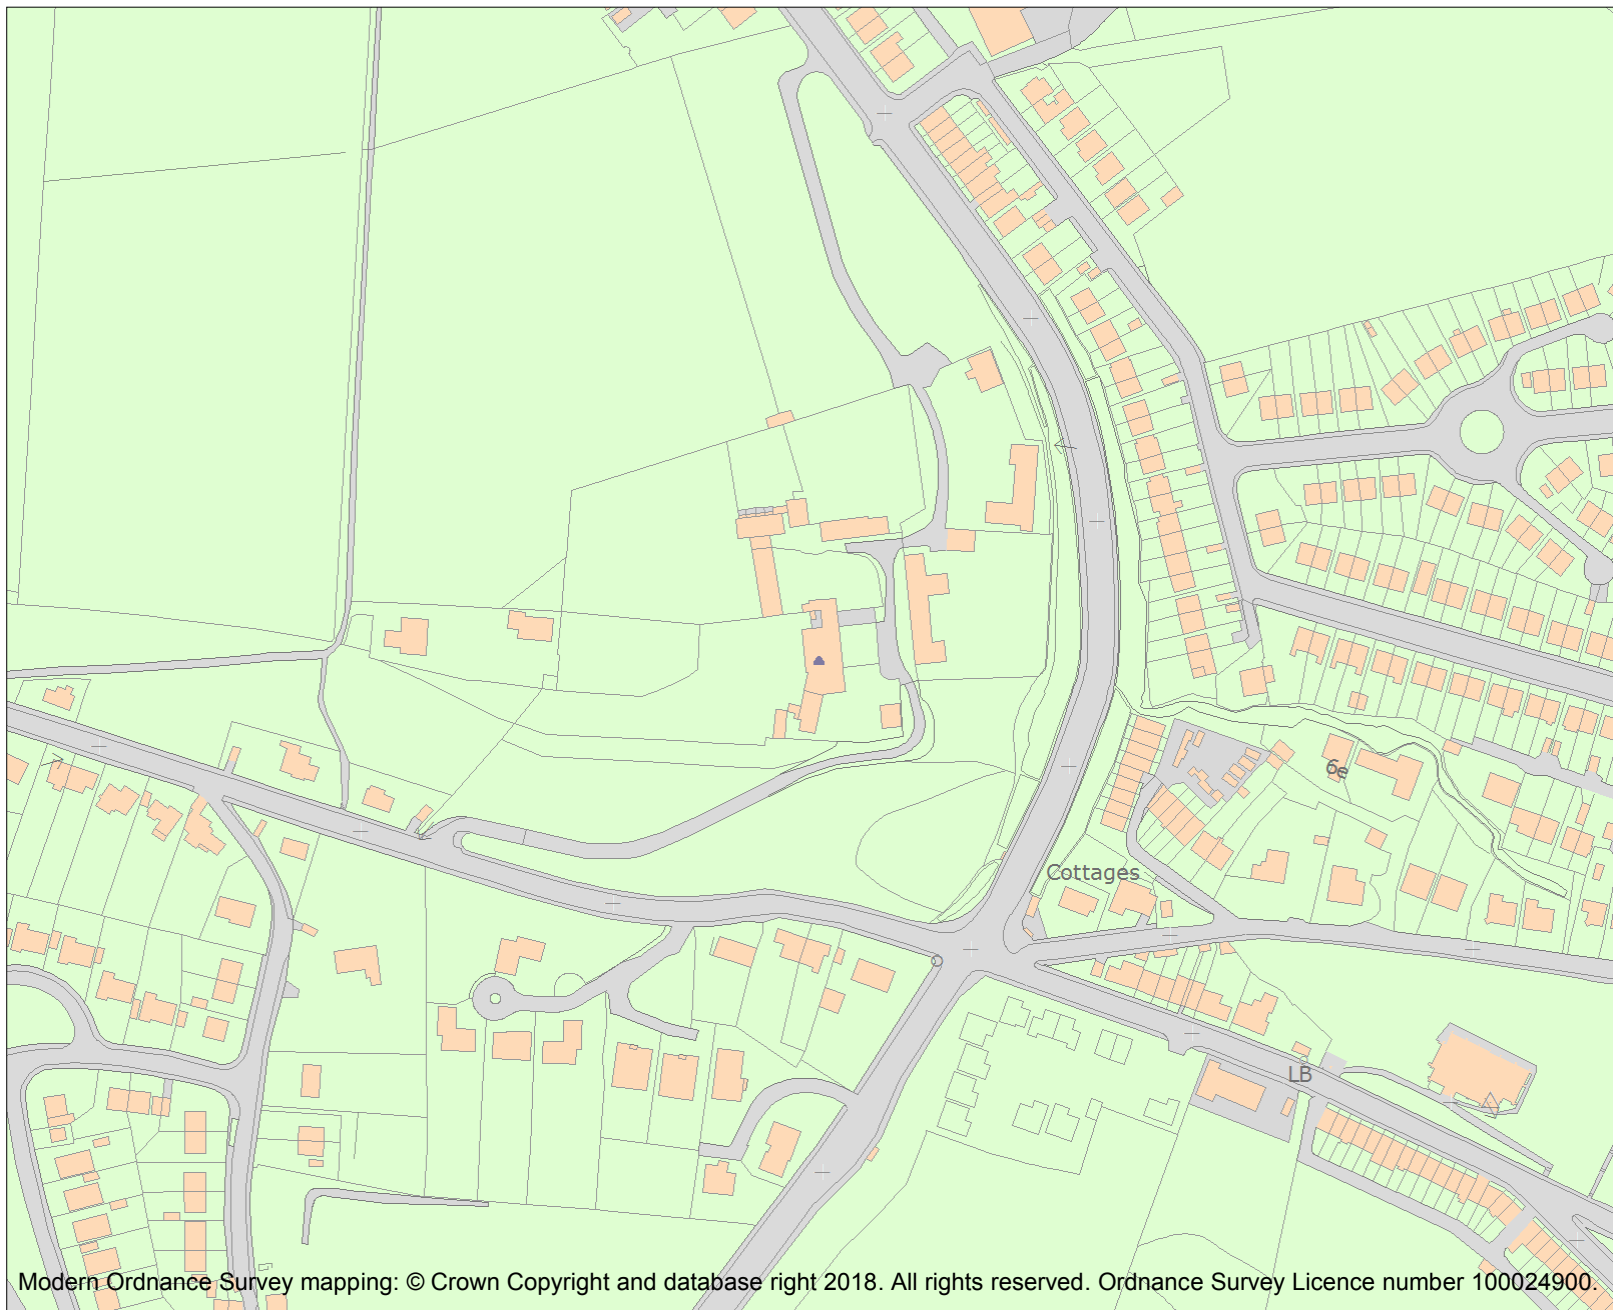 6e
Cottages
LB
Modern Ordnance Survey mapping: © Crown Copyright and database right 2018. All rights reserved. Ordnance Survey Licence number 100024900.